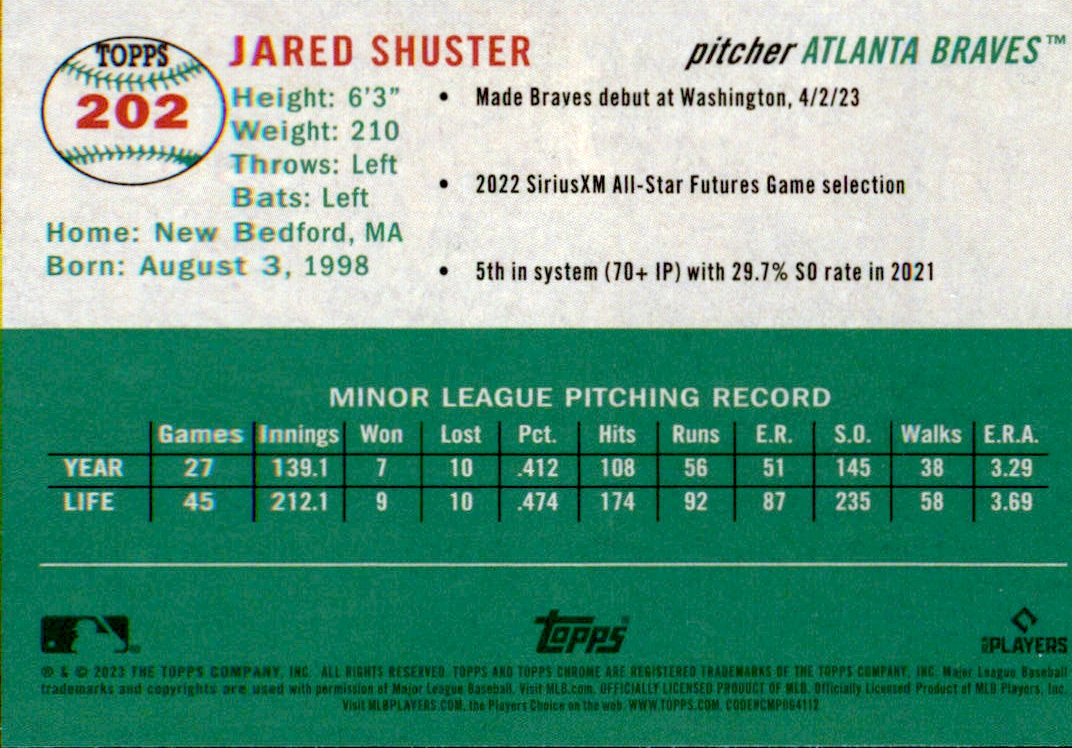 TOPPS
202
JARED SHUSTER
pitcher ATLANTA BRAVES™
Height: 6'3"
Weight: 210
Throws: Left
Bats: Left
Home: New Bedford, MA
Born: August 3, 1998
• Made Braves debut at Washington, 4/2/23
• 2022 SiriusXM All-Star Futures Game selection
• 5th in system (70+ IP) with 29.7% SO rate in 2021
MINOR LEAGUE PITCHING RECORD
Games Innings Won Lost Pct. Hits Runs E.R. S.O. Walks E.R.A.
YEAR 27 139.1 7 10 .412 108 56 51 145 38 3.29
LIFE 45 212.1 9 10 .474 174 92 87 235 58 3.69
topps
PLAYERS
® & © 2023 THE TOPPS COMPANY, INC. ALL RIGHTS RESERVED. TOPPS AND TOPPS CHROME ARE REGISTERED TRADEMARKS OF THE TOPPS COMPANY, INC. Major League Baseball
trademarks and copyrights are used with permission of Major League Baseball. Visit MLB.com. OFFICIALLY LICENSED PRODUCT OF MLB. Officially Licensed Product of MLB Players, Inc.
Visit MLBPLAYERS.COM, the Players Choice on the web. WWW.TOPPS.COM. CODE#CMP064112